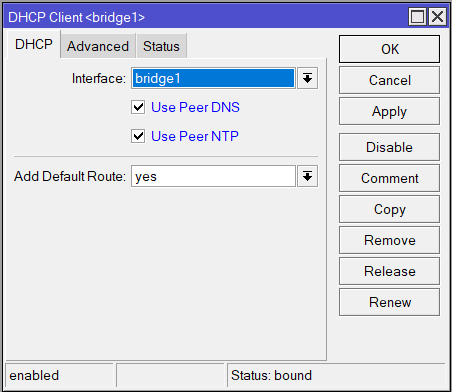 DHCP Client <bridge1>
DHCP Advanced Status
Interface: bridge1
Use Peer DNS
Use Peer NTP
Add Default Route: yes
OK
Cancel
Apply
Disable
Comment
Copy
Remove
Release
Renew
enabled Status: bound